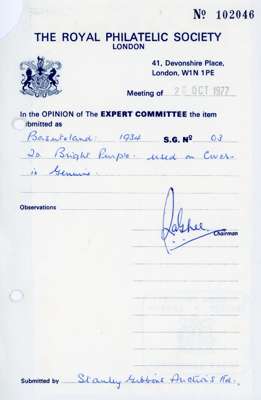 Nº 102046
THE ROYAL PHILATELIC SOCIETY
LONDON
41, Devonshire Place,
London, W1N 1PE
Meeting of 20 OCT 1977
In the OPINION of The EXPERT COMMITTEE the item
submitted as
Basutoland: 1934 S.G. Nº D3
2d Bright Purple. used on Cover
is Genuine.
Observations
Chairman
Submitted by Stanley Gibbons Auctions Ltd.